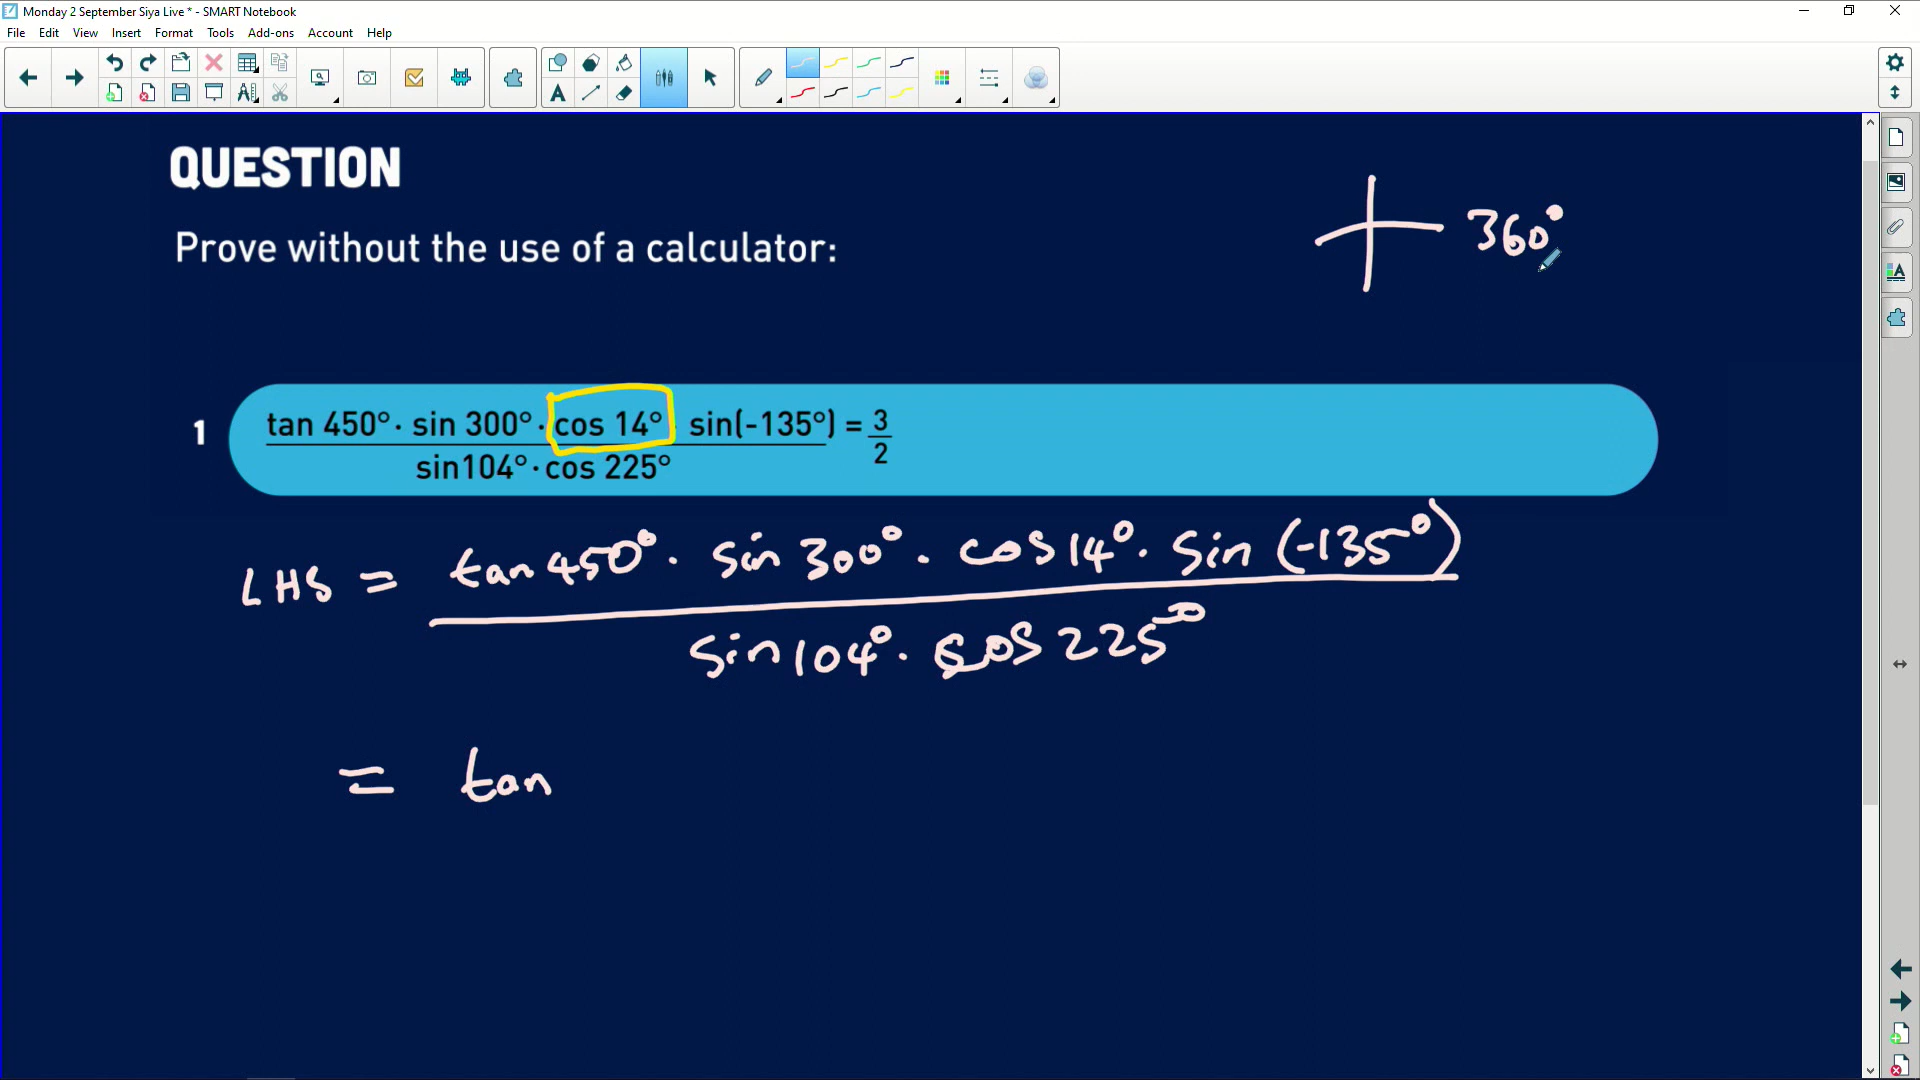 Monday 2 September Siya Live * - SMART Notebook
File Edit View Insert Format Tools Add-ons Account Help
QUESTION
360°
Prove without the use of a calculator:
1
tan 450° · sin 300° · cos 14° sin(-135°) = 3/2
sin104° · cos 225°
LHS = tan 450° · sin 300° · cos 14° · sin (-135°)
sin 104° · cos 225°
= tan